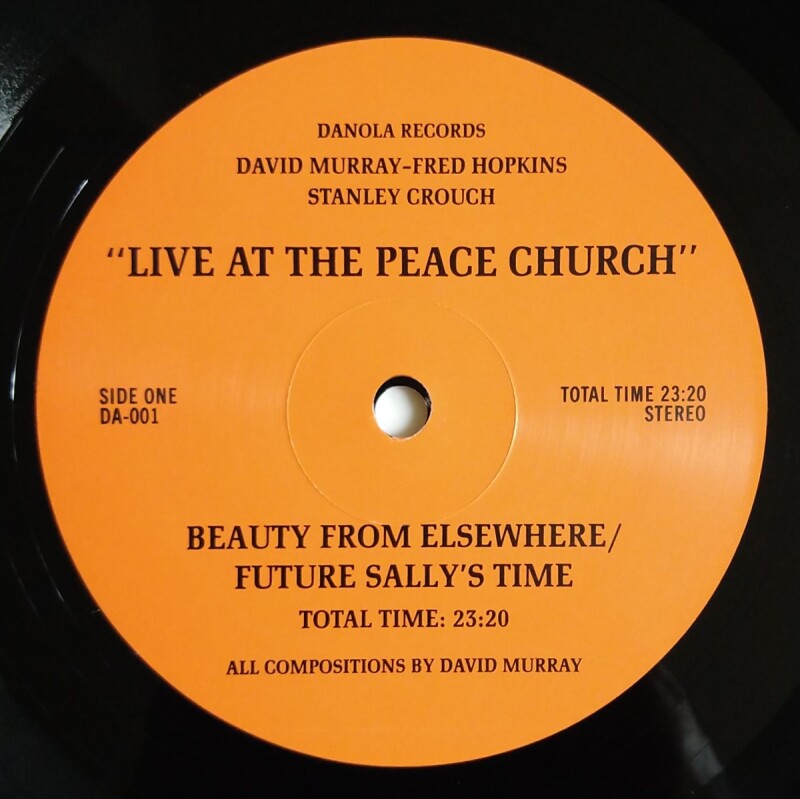 DANOLA RECORDS
DAVID MURRAY-FRED HOPKINS
STANLEY CROUCH
"LIVE AT THE PEACE CHURCH"
SIDE ONE
DA-001
TOTAL TIME 23:20
STEREO
BEAUTY FROM ELSEWHERE/
FUTURE SALLY'S TIME
TOTAL TIME: 23:20
ALL COMPOSITIONS BY DAVID MURRAY